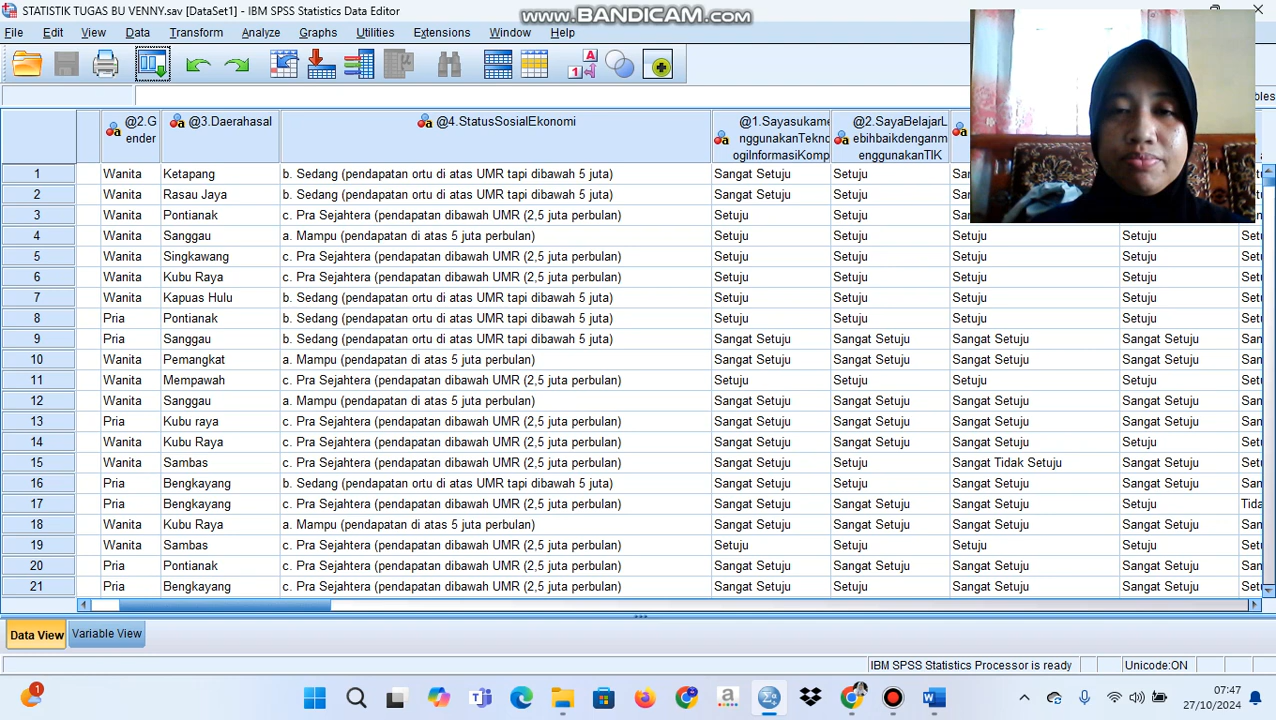 STATISTIK TUGAS BU VENNY.sav [DataSet1] - IBM SPSS Statistics Data Editor
www.BANDICAM.com
File Edit View Data Transform Analyze Graphs Utilities Extensions Window Help
@2.Gender @3.Daerahasal @4.StatusSosialEkonomi @1.SayasukamenggunakanTeknologiInformasiKomp @2.SayaBelajarLebihbaikdenganmenggunakanTIK
1 Wanita Ketapang b. Sedang (pendapatan ortu di atas UMR tapi dibawah 5 juta) Sangat Setuju Setuju
2 Wanita Rasau Jaya b. Sedang (pendapatan ortu di atas UMR tapi dibawah 5 juta) Sangat Setuju Setuju
3 Wanita Pontianak c. Pra Sejahtera (pendapatan dibawah UMR (2,5 juta perbulan) Setuju Setuju
4 Wanita Sanggau a. Mampu (pendapatan di atas 5 juta perbulan) Setuju Setuju Setuju Setuju
5 Wanita Singkawang c. Pra Sejahtera (pendapatan dibawah UMR (2,5 juta perbulan) Setuju Setuju Setuju Setuju
6 Wanita Kubu Raya c. Pra Sejahtera (pendapatan dibawah UMR (2,5 juta perbulan) Setuju Setuju Setuju Setuju
7 Wanita Kapuas Hulu b. Sedang (pendapatan ortu di atas UMR tapi dibawah 5 juta) Setuju Setuju Setuju Setuju
8 Pria Pontianak b. Sedang (pendapatan ortu di atas UMR tapi dibawah 5 juta) Setuju Setuju Setuju Setuju
9 Pria Sanggau b. Sedang (pendapatan ortu di atas UMR tapi dibawah 5 juta) Sangat Setuju Sangat Setuju Sangat Setuju Sangat Setuju
10 Wanita Pemangkat a. Mampu (pendapatan di atas 5 juta perbulan) Sangat Setuju Sangat Setuju Sangat Setuju Sangat Setuju
11 Wanita Mempawah c. Pra Sejahtera (pendapatan dibawah UMR (2,5 juta perbulan) Setuju Setuju Setuju Setuju
12 Wanita Sanggau a. Mampu (pendapatan di atas 5 juta perbulan) Sangat Setuju Sangat Setuju Sangat Setuju Sangat Setuju
13 Pria Kubu raya c. Pra Sejahtera (pendapatan dibawah UMR (2,5 juta perbulan) Sangat Setuju Sangat Setuju Sangat Setuju Sangat Setuju
14 Wanita Kubu Raya c. Pra Sejahtera (pendapatan dibawah UMR (2,5 juta perbulan) Sangat Setuju Setuju Sangat Setuju Sangat Setuju
15 Wanita Sambas c. Pra Sejahtera (pendapatan dibawah UMR (2,5 juta perbulan) Sangat Setuju Setuju Sangat Tidak Setuju Sangat Setuju
16 Pria Bengkayang b. Sedang (pendapatan ortu di atas UMR tapi dibawah 5 juta) Sangat Setuju Setuju Sangat Setuju Sangat Setuju
17 Pria Bengkayang c. Pra Sejahtera (pendapatan dibawah UMR (2,5 juta perbulan) Sangat Setuju Sangat Setuju Sangat Setuju Setuju
18 Wanita Kubu Raya a. Mampu (pendapatan di atas 5 juta perbulan) Sangat Setuju Sangat Setuju Sangat Setuju Sangat Setuju
19 Wanita Sambas c. Pra Sejahtera (pendapatan dibawah UMR (2,5 juta perbulan) Setuju Setuju Setuju Setuju
20 Pria Pontianak c. Pra Sejahtera (pendapatan dibawah UMR (2,5 juta perbulan) Sangat Setuju Sangat Setuju Sangat Setuju Sangat Setuju
21 Pria Bengkayang c. Pra Sejahtera (pendapatan dibawah UMR (2,5 juta perbulan) Sangat Setuju Setuju Sangat Setuju Sangat Setuju
Data View Variable View
IBM SPSS Statistics Processor is ready Unicode:ON
07:47
27/10/2024